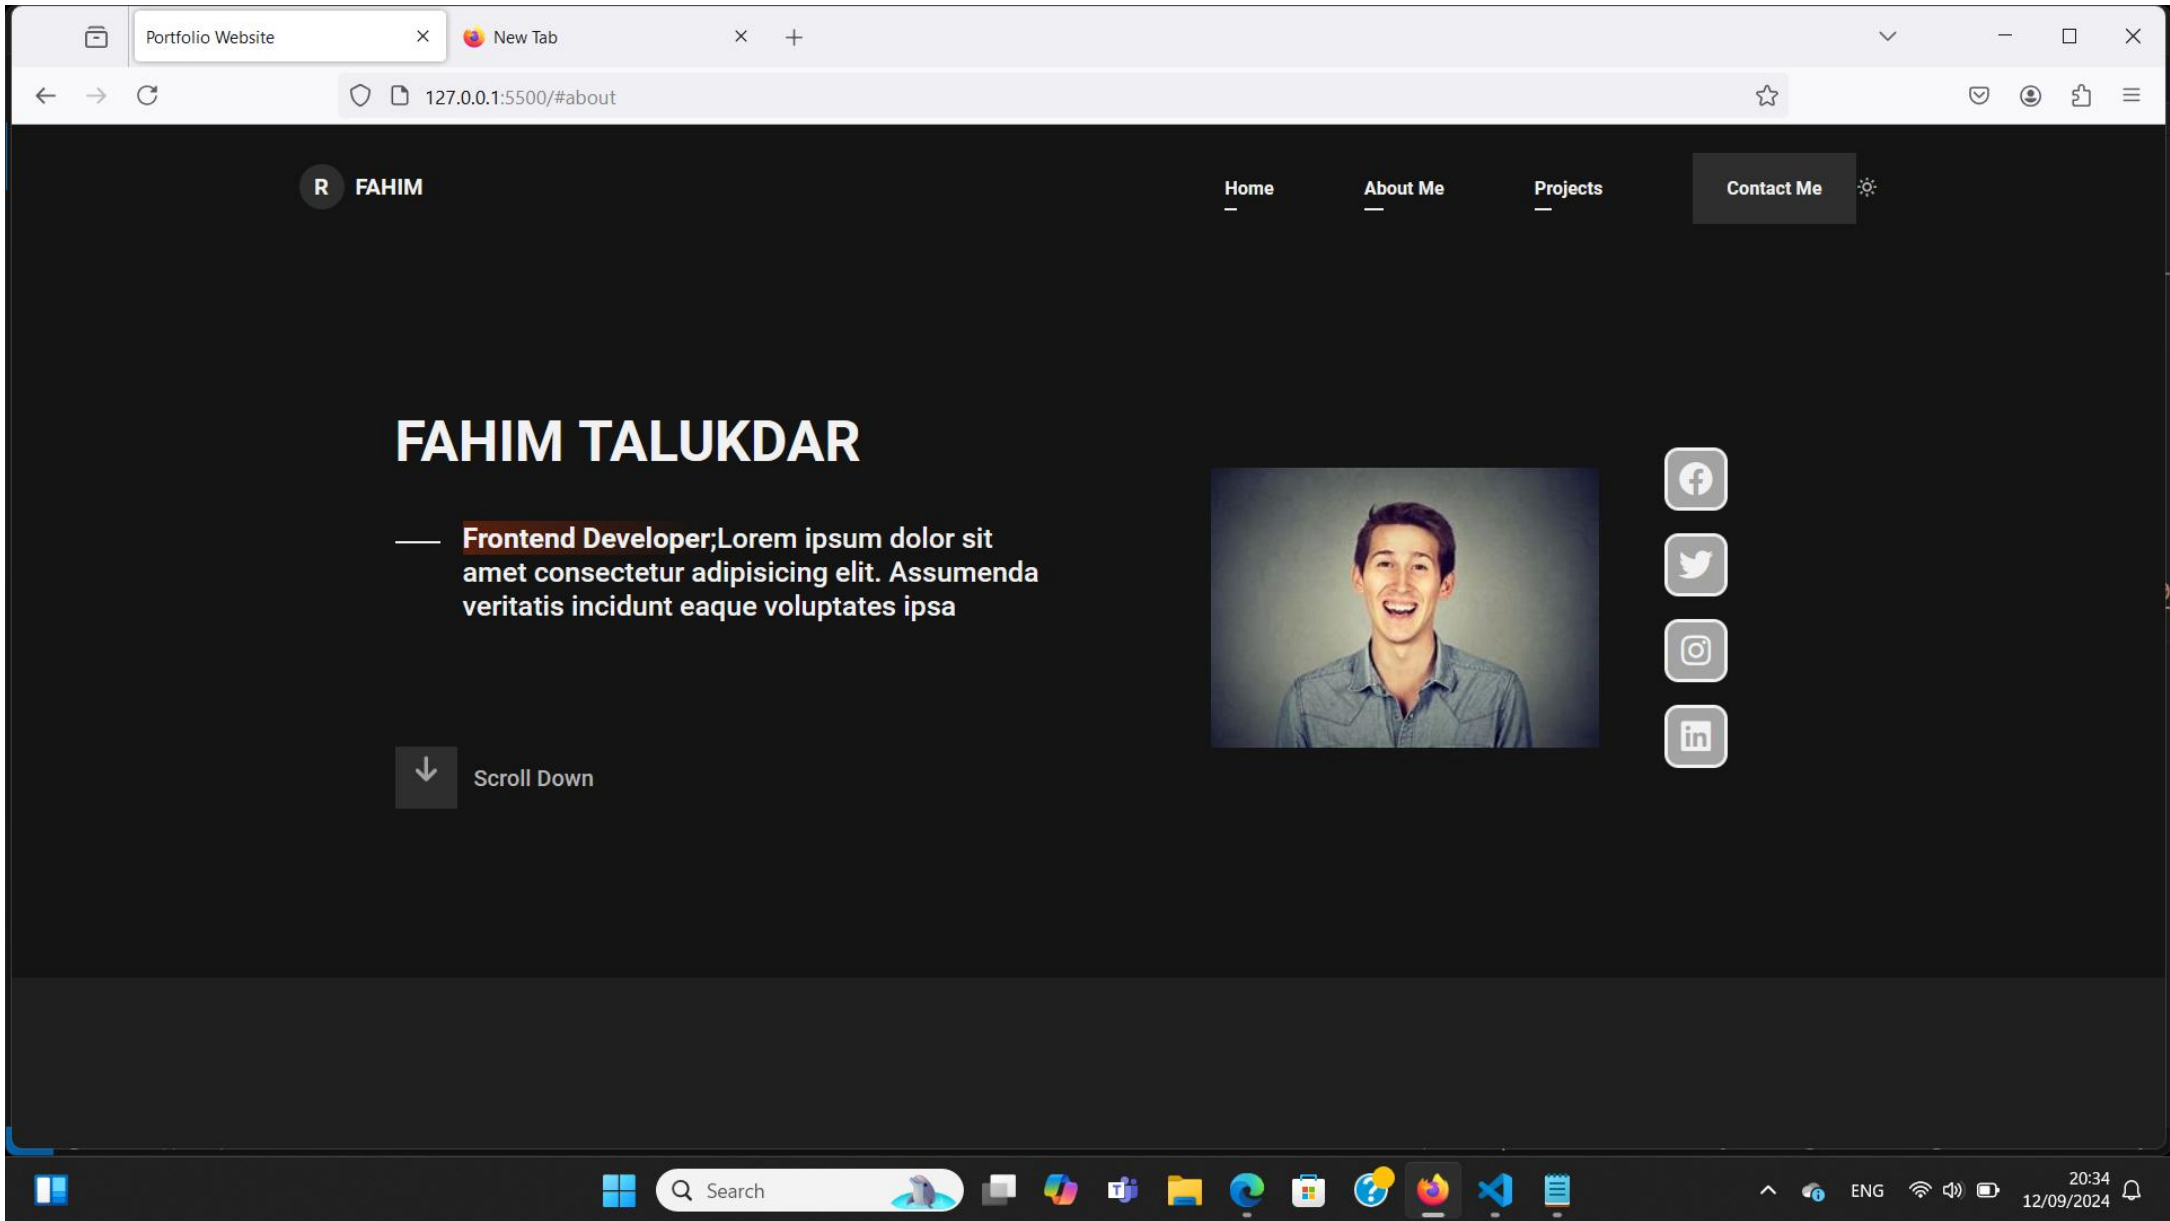 Portfolio Website
New Tab
127.0.0.1:5500/#about
R FAHIM
Home
About Me
Projects
Contact Me
FAHIM TALUKDAR
Frontend Developer;Lorem ipsum dolor sit
amet consectetur adipisicing elit. Assumenda
veritatis incidunt eaque voluptates ipsa
in
Scroll Down
Search
ENG
20:34
12/09/2024